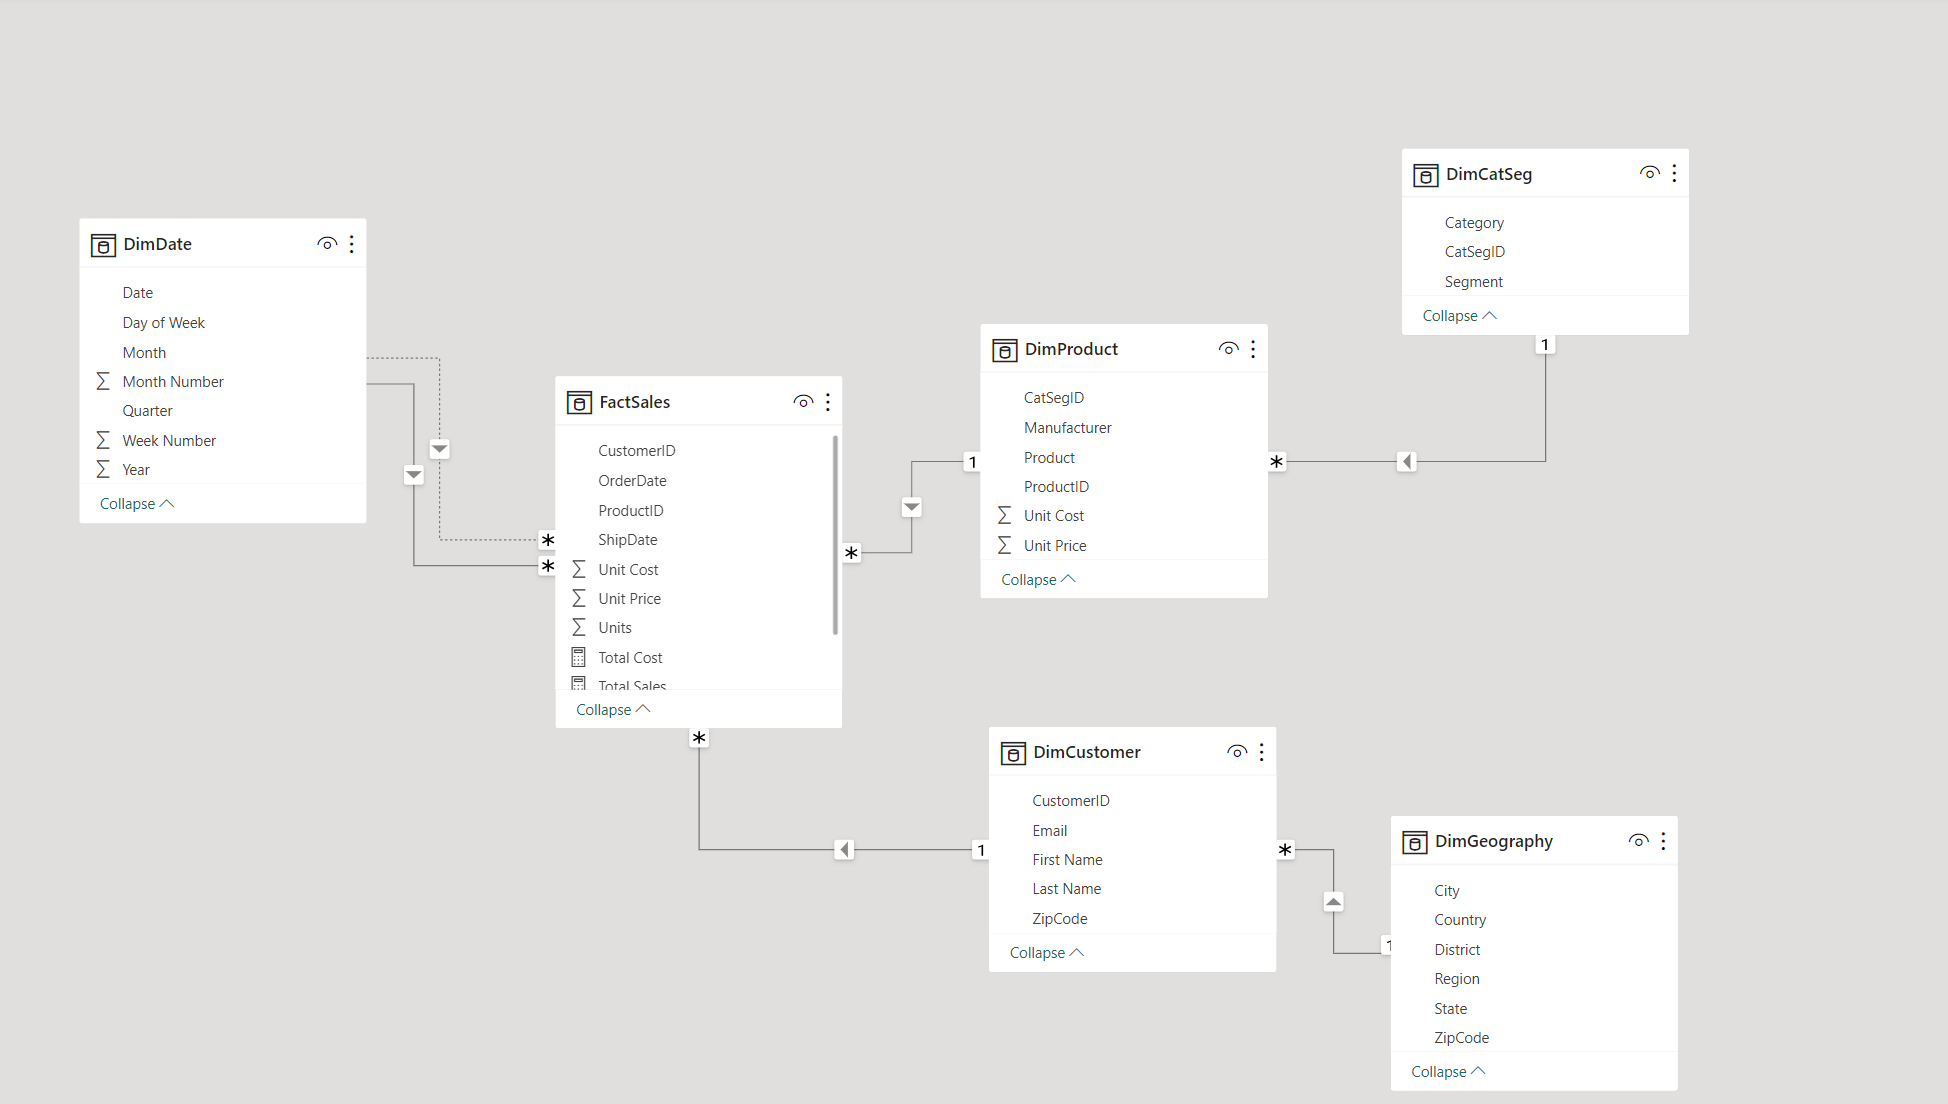 DimDate
Date
Day of Week
Month
Month Number
Quarter
Week Number
Year
Collapse
*
*
FactSales
CustomerID
OrderDate
ProductID
ShipDate
Unit Cost
Unit Price
Units
Total Cost
Total Sales
Collapse
*
*
1
DimProduct
CatSegID
Manufacturer
Product
ProductID
Unit Cost
Unit Price
Collapse
*
DimCatSeg
Category
CatSegID
Segment
Collapse
1
1
DimCustomer
CustomerID
Email
First Name
Last Name
ZipCode
Collapse
*
1
DimGeography
City
Country
District
Region
State
ZipCode
Collapse